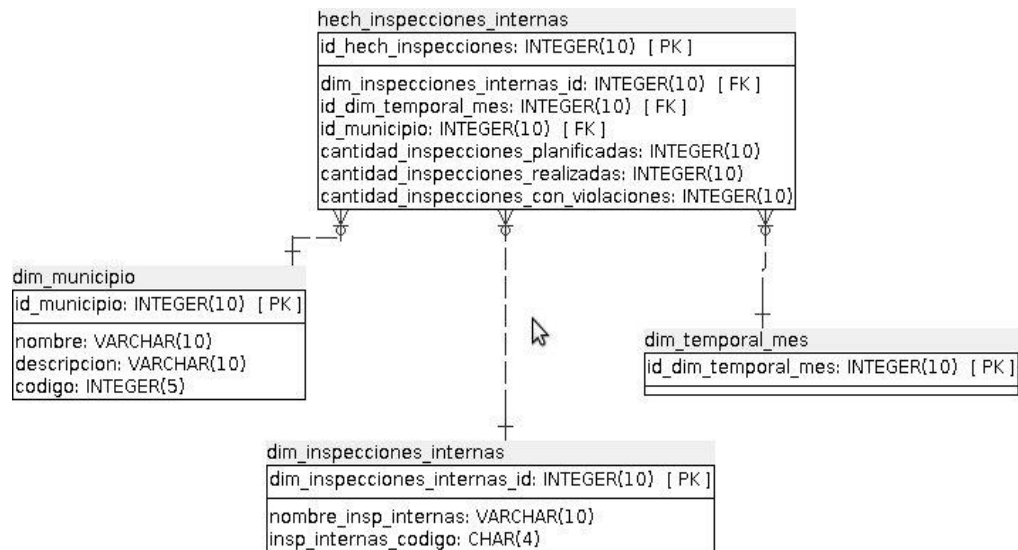 hech_inspecciones_internas
id_hech_inspecciones: INTEGER(10) [ PK ]
dim_inspecciones_internas_id: INTEGER(10) [ FK ]
id_dim_temporal_mes: INTEGER(10) [ FK ]
id_municipio: INTEGER(10) [ FK ]
cantidad_inspecciones_planificadas: INTEGER(10)
cantidad_inspecciones_realizadas: INTEGER(10)
cantidad_inspecciones_con_violaciones: INTEGER(10)
dim_municipio
id_municipio: INTEGER(10) [ PK ]
nombre: VARCHAR(10)
descripcion: VARCHAR(10)
codigo: INTEGER(5)
dim_temporal_mes
id_dim_temporal_mes: INTEGER(10) [ PK ]
dim_inspecciones_internas
dim_inspecciones_internas_id: INTEGER(10) [ PK ]
nombre_insp_internas: VARCHAR(10)
insp_internas_codigo: CHAR(4)